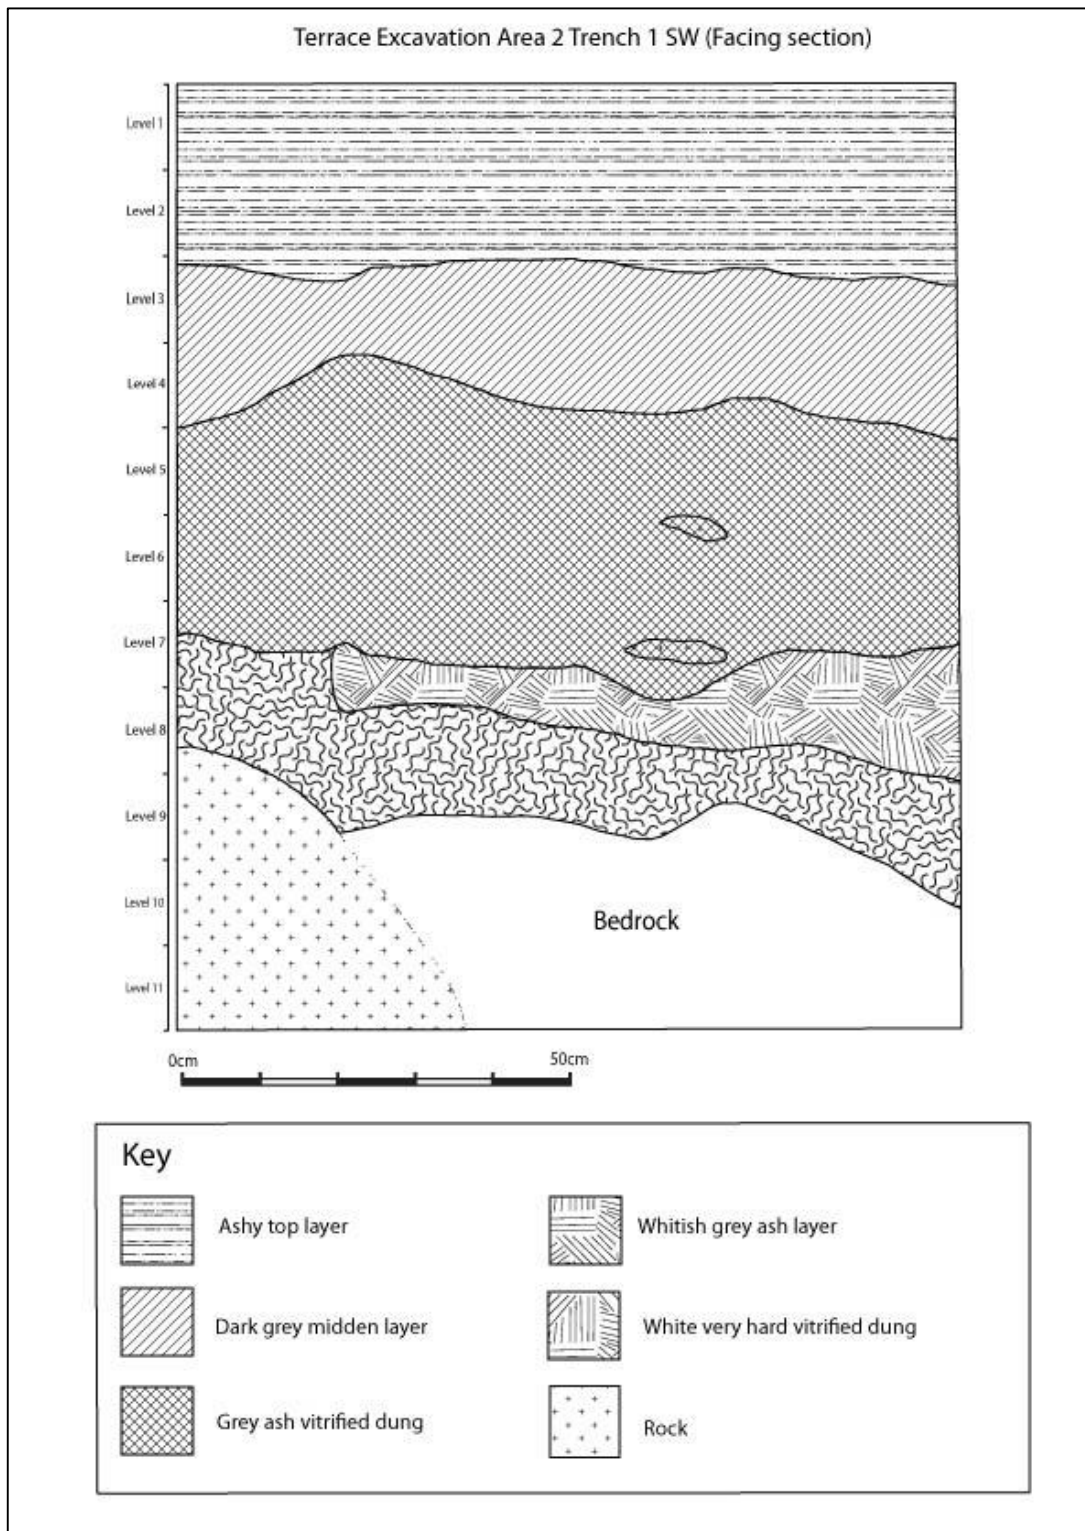 Terrace Excavation Area 2 Trench 1 SW (Facing section)
Level 1
Level 2
Level 3
Level 4
Level 5
Level 6
Level 7
Level 8
Level 9
Level 10
Level 11
Bedrock
0cm 50cm
Key
Ashy top layer
Whitish grey ash layer
Dark grey midden layer
White very hard vitrified dung
Grey ash vitrified dung
Rock